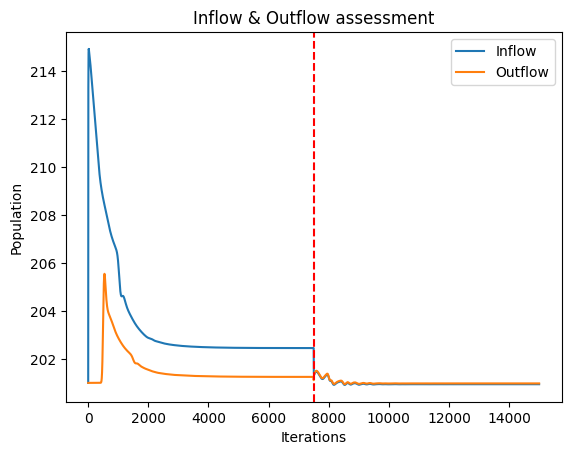 Inflow & Outflow assessment
Inflow
Outflow
Population
214
212
210
208
206
204
202
0 2000 4000 6000 8000 10000 12000 14000
Iterations